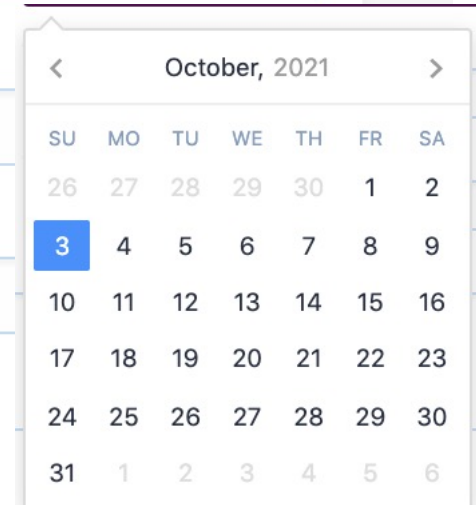 < October, 2021 >
SU MO TU WE TH FR SA
26 27 28 29 30 1 2
3 4 5 6 7 8 9
10 11 12 13 14 15 16
17 18 19 20 21 22 23
24 25 26 27 28 29 30
31 1 2 3 4 5 6